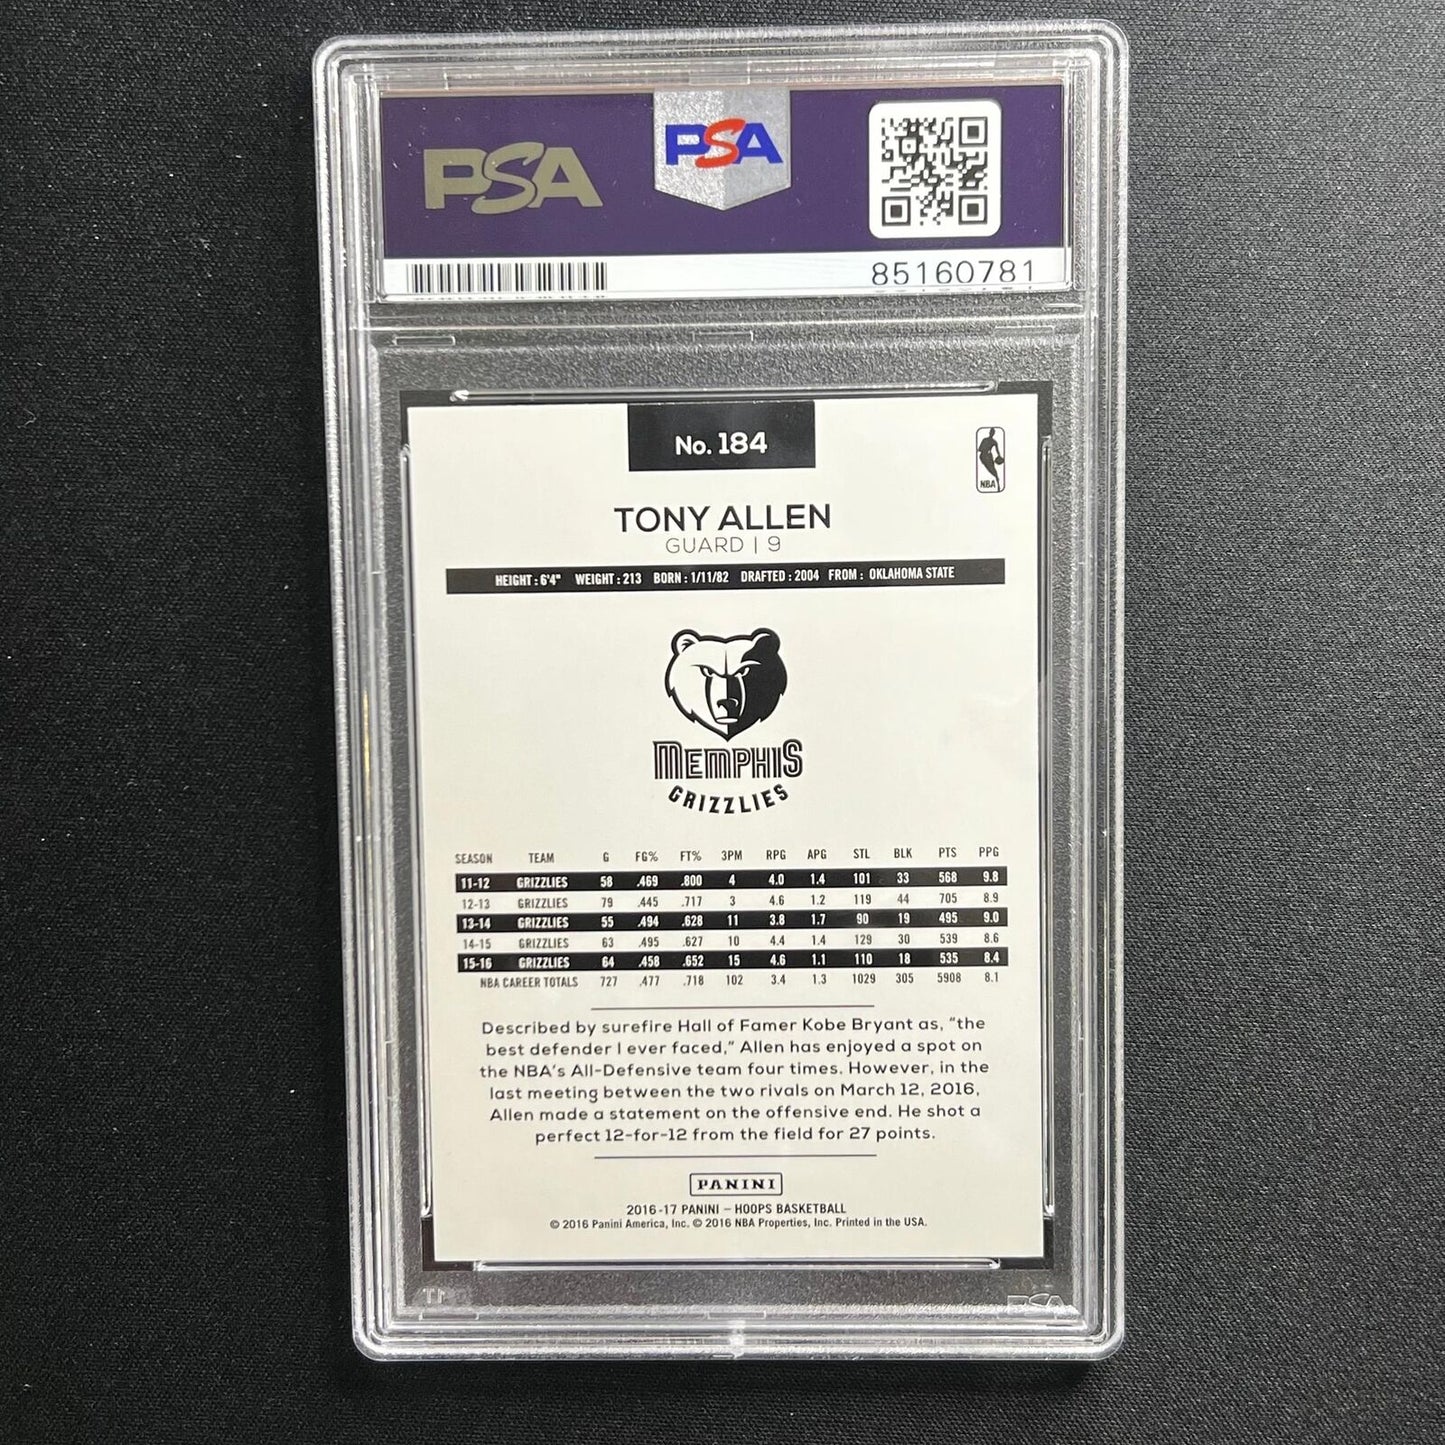 PSA
PSA
85160781
No. 184
NBA
TONY ALLEN
GUARD | 9
HEIGHT : 6'4" WEIGHT : 213 BORN : 1/11/82 DRAFTED : 2004 FROM : OKLAHOMA STATE
MEMPHIS
GRIZZLIES
SEASON TEAM G FG% FT% 3PM RPG APG STL BLK PTS PPG
11-12 GRIZZLIES 58 .469 .800 4 4.0 1.4 101 33 568 9.8
12-13 GRIZZLIES 79 .445 .717 3 4.6 1.2 119 44 705 8.9
13-14 GRIZZLIES 55 .494 .628 11 3.8 1.7 90 19 495 9.0
14-15 GRIZZLIES 63 .495 .627 10 4.4 1.4 129 30 539 8.6
15-16 GRIZZLIES 64 .458 .652 15 4.6 1.1 110 18 535 8.4
NBA CAREER TOTALS 727 .477 .718 102 3.4 1.3 1029 305 5908 8.1
Described by surefire Hall of Famer Kobe Bryant as, "the
best defender I ever faced," Allen has enjoyed a spot on
the NBA's All-Defensive team four times. However, in the
last meeting between the two rivals on March 12, 2016,
Allen made a statement on the offensive end. He shot a
perfect 12-for-12 from the field for 27 points.
PANINI
2016-17 PANINI – HOOPS BASKETBALL
© 2016 Panini America, Inc. © 2016 NBA Properties, Inc. Printed in the USA.
PSA